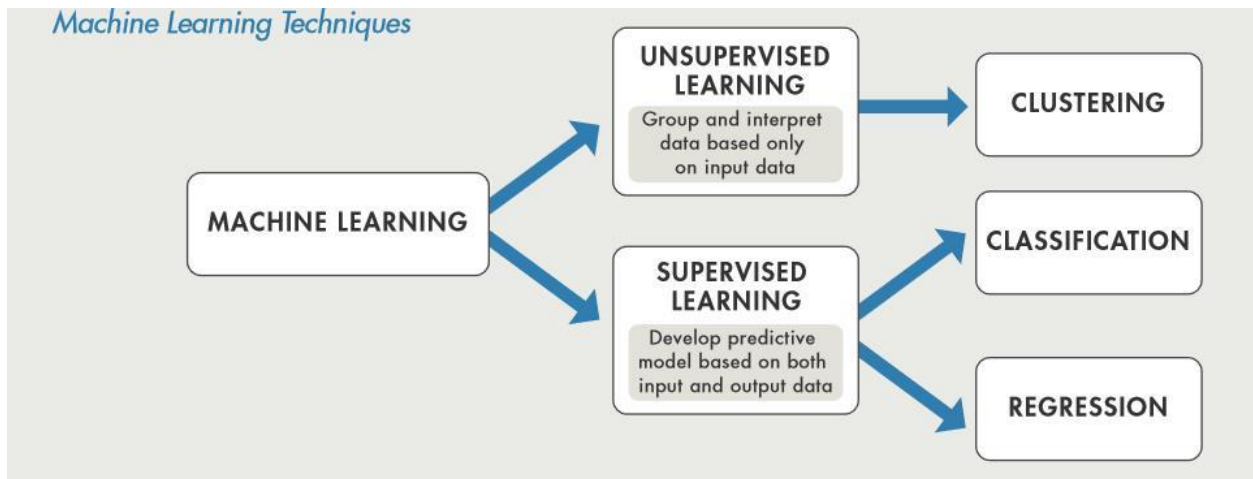 Machine Learning Techniques
MACHINE LEARNING
UNSUPERVISED
LEARNING
Group and interpret
data based only
on input data
CLUSTERING
SUPERVISED
LEARNING
Develop predictive
model based on both
input and output data
CLASSIFICATION
REGRESSION